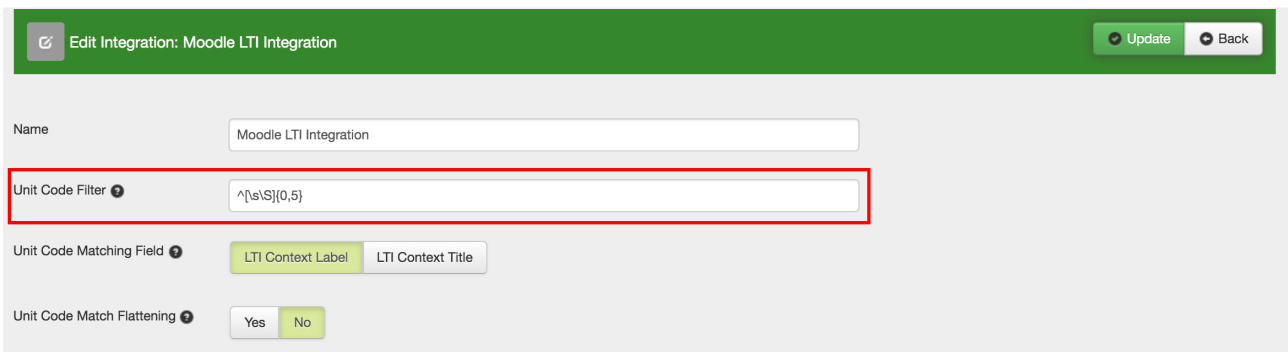 Edit Integration: Moodle LTI Integration
Update
Back
Name
Moodle LTI Integration
Unit Code Filter ?
^[\s\S]{0,5}
Unit Code Matching Field ?
LTI Context Label
LTI Context Title
Unit Code Match Flattening ?
Yes
No